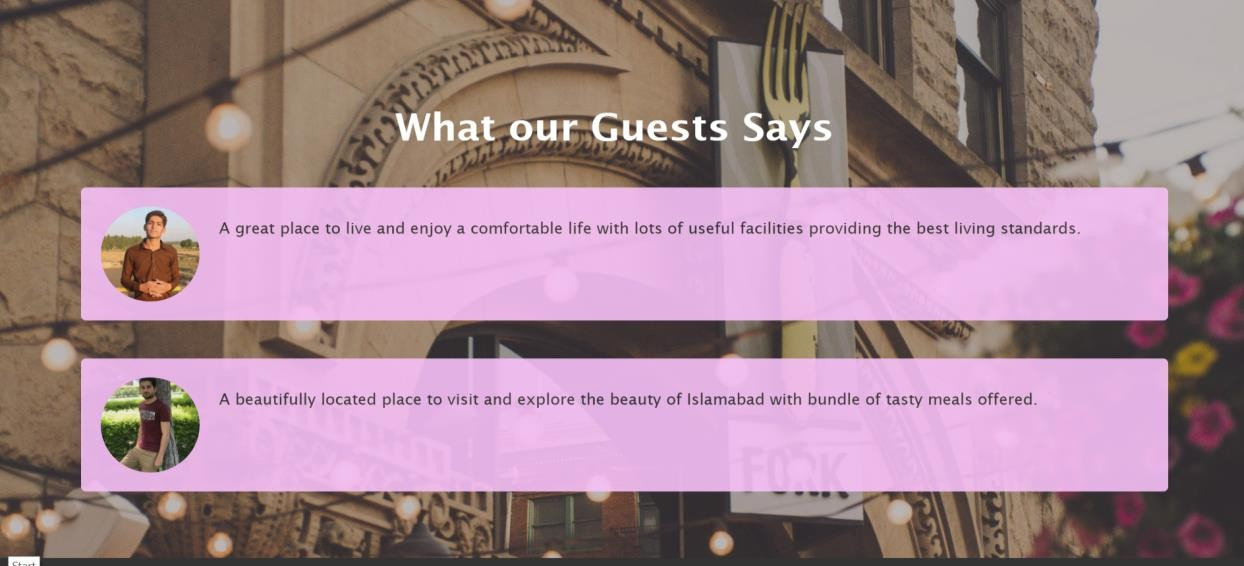 What our Guests Says
A great place to live and enjoy a comfortable life with lots of useful facilities providing the best living standards.
A beautifully located place to visit and explore the beauty of Islamabad with bundle of tasty meals offered.
FORK
Start